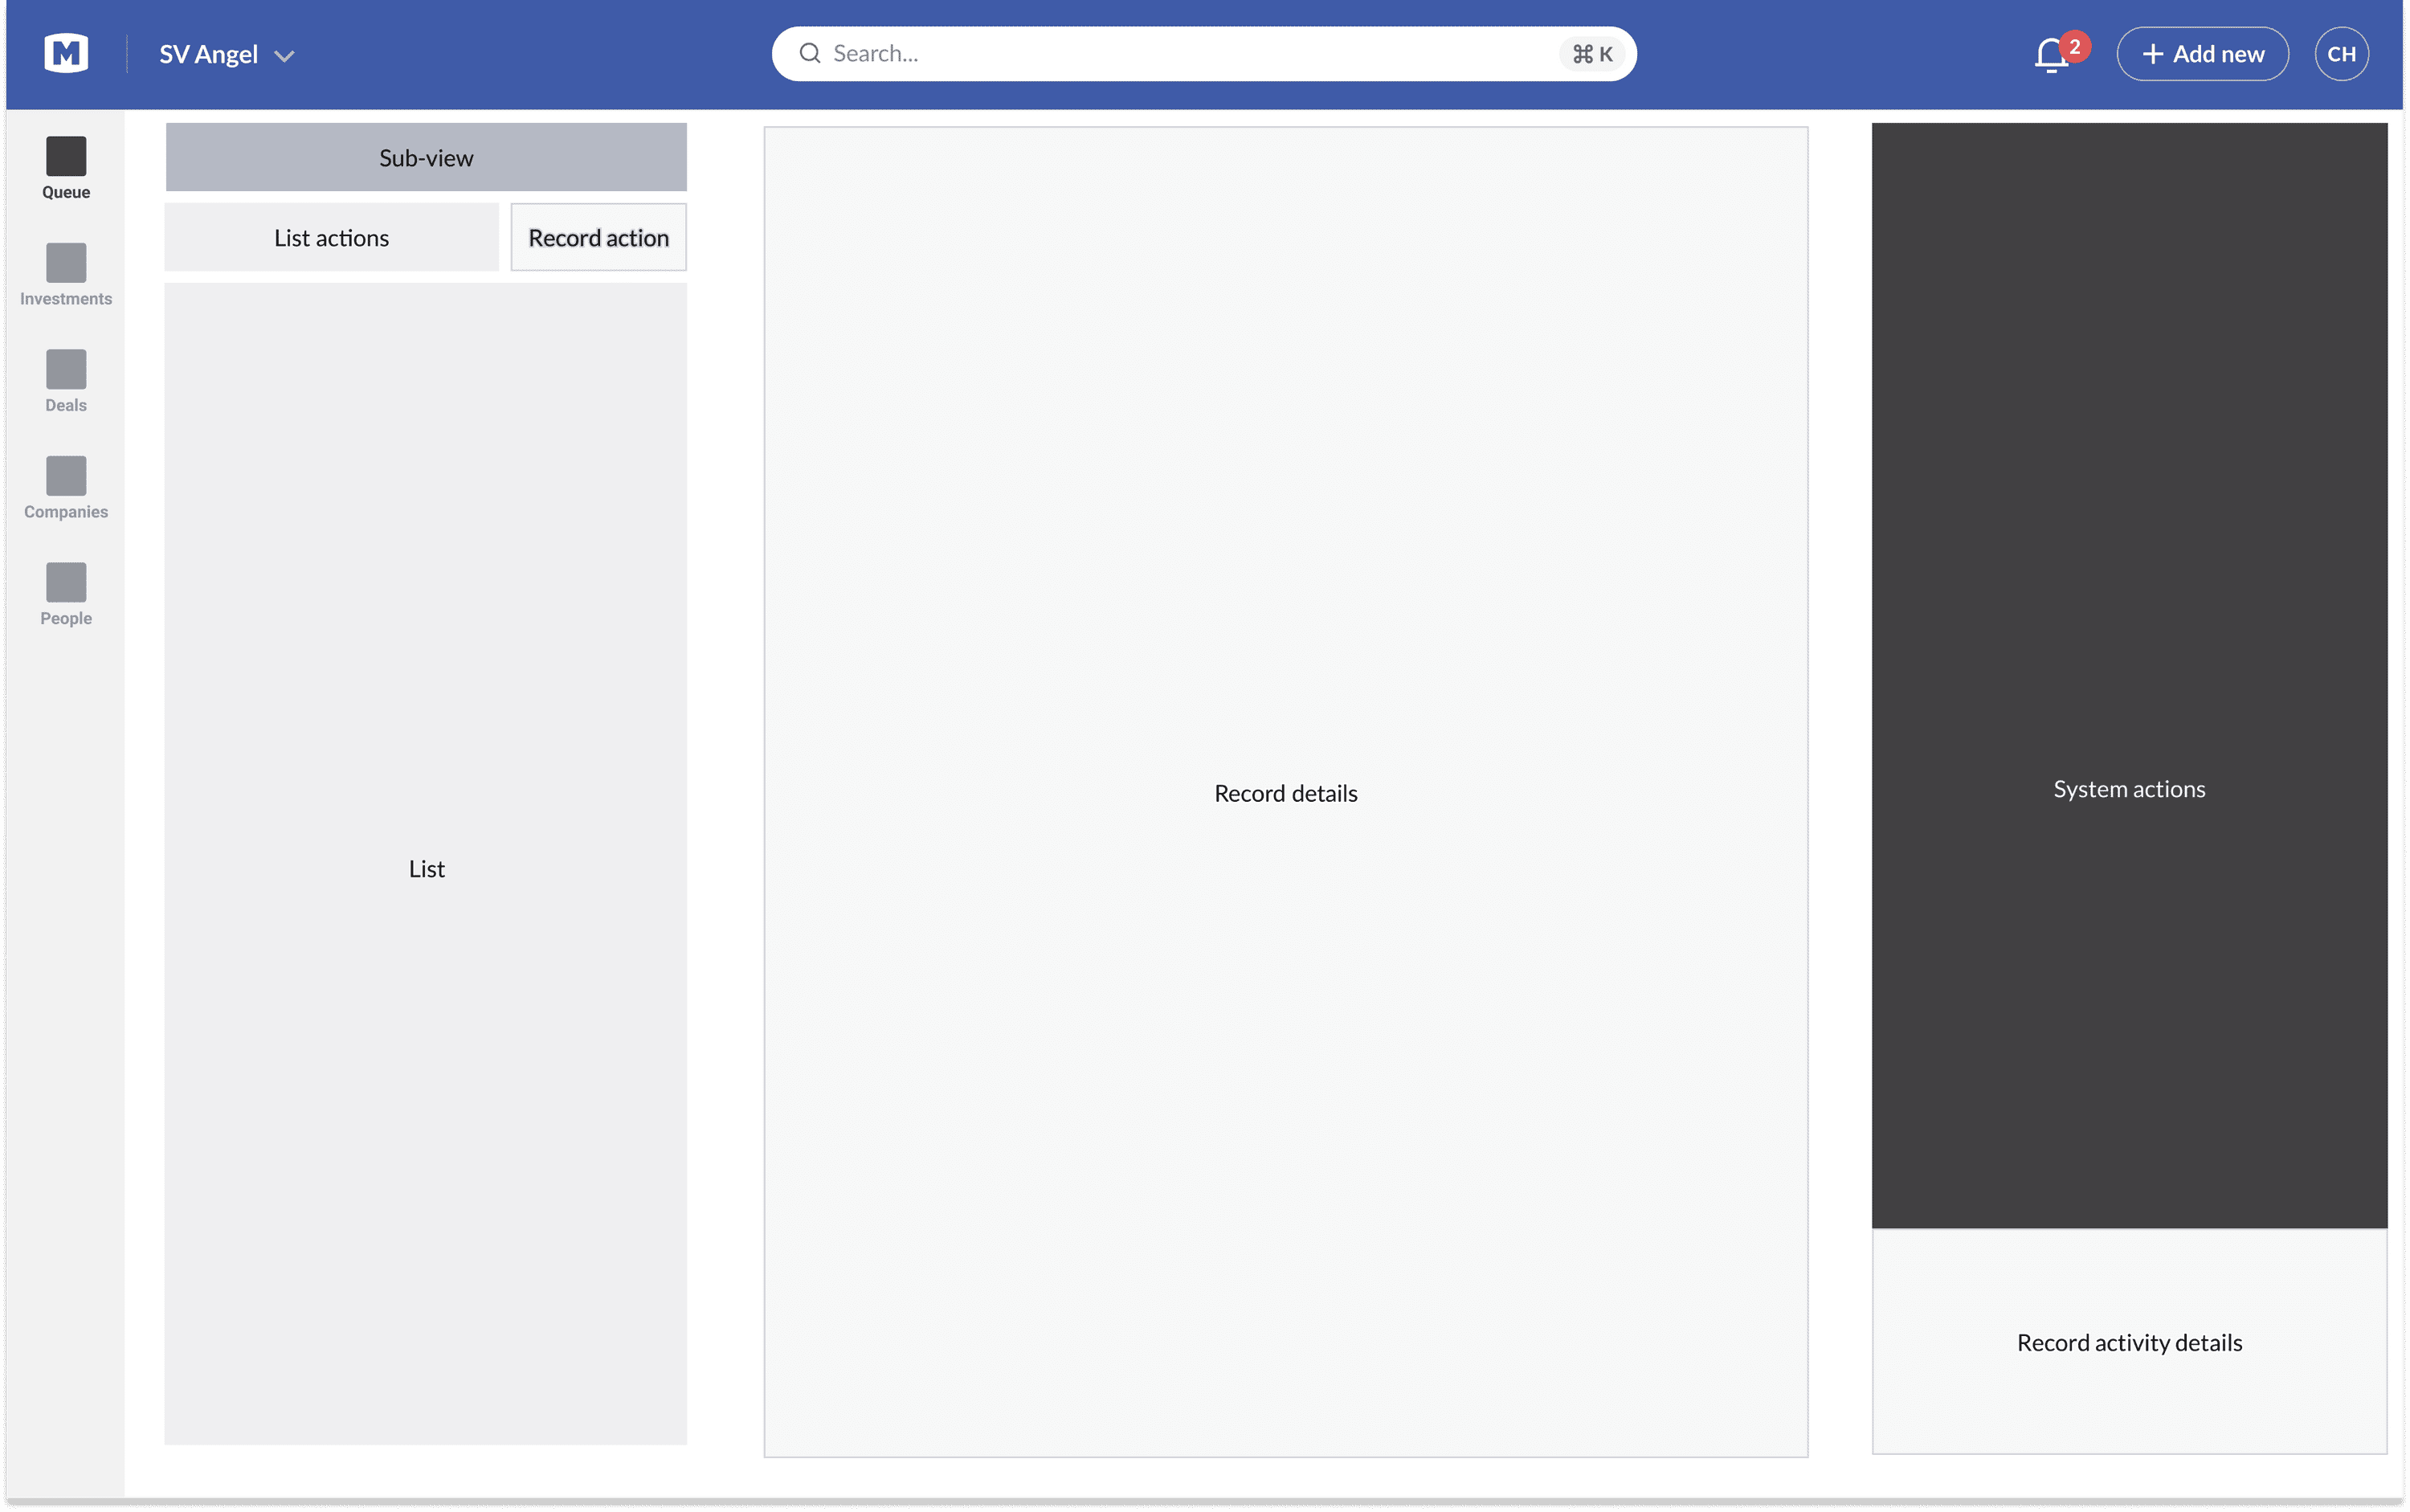 M
SV Angel
Search...
⌘ K
2
+ Add new
CH
Queue
Investments
Deals
Companies
People
Sub-view
List actions
Record action
List
Record details
System actions
Record activity details